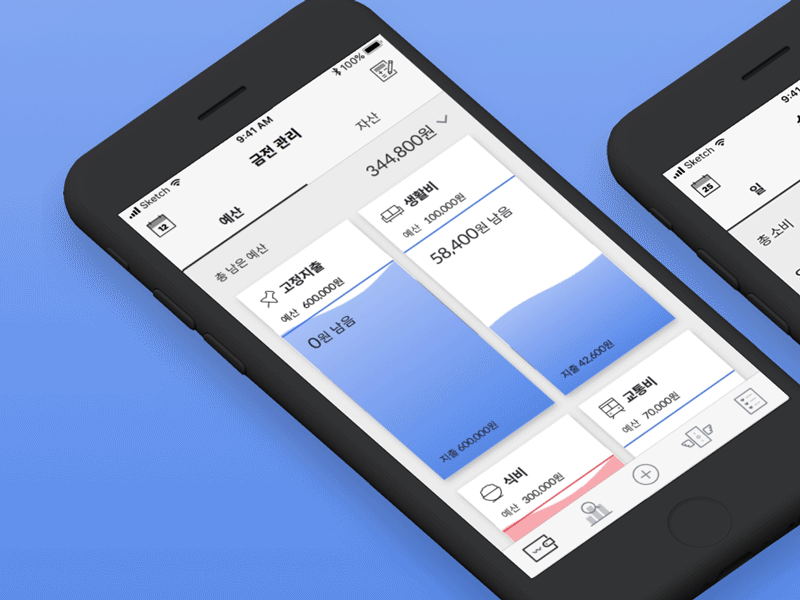 Sketch 9:41 AM 100%
12
금전 관리
예산 자산
총 남은 예산 344,800원
고정지출
예산 600,000원
0원 남음
지출 600,000원
생활비
예산 100,000원
58,400원 남음
지출 42,600원
식비
예산 300,000원
교통비
예산 70,000원
Sketch 9:41
25
일
총 소비